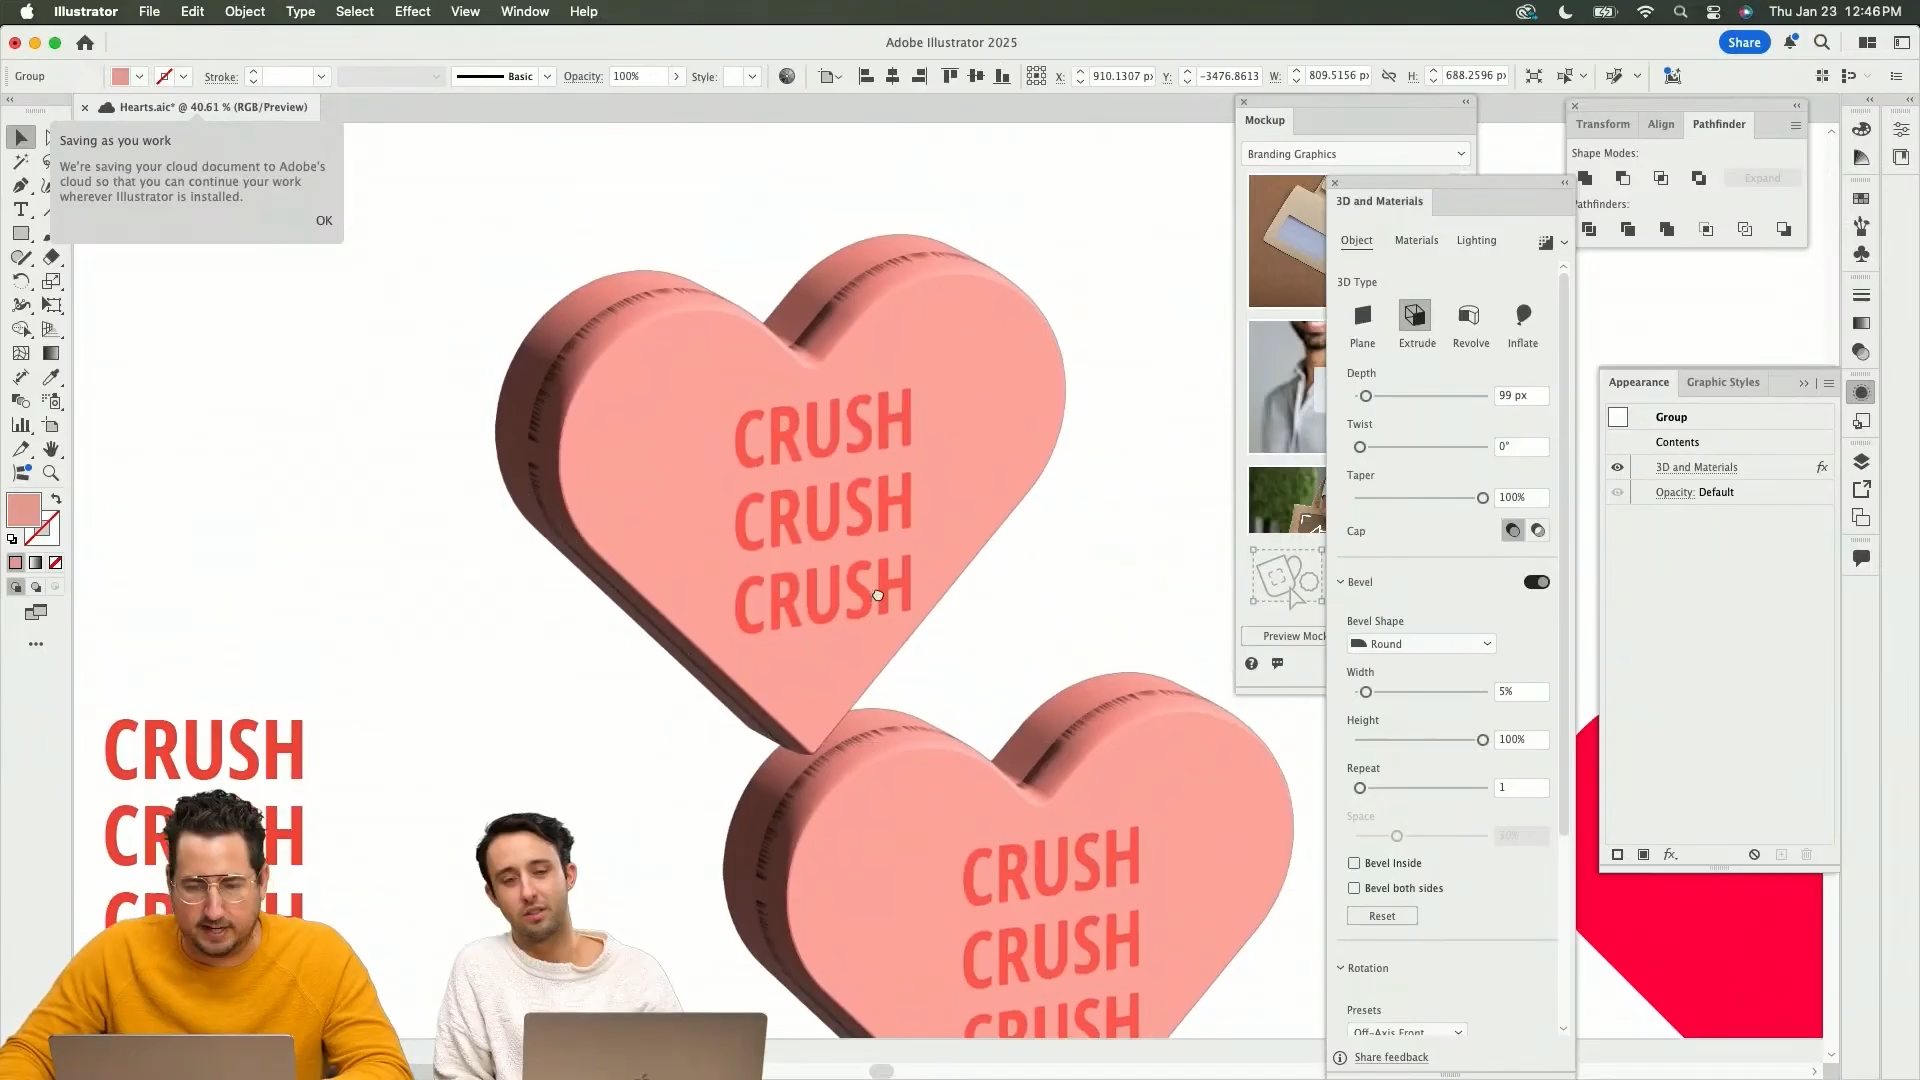 Illustrator File Edit Object Type Select Effect View Window Help
Thu Jan 23 12:46PM
Adobe Illustrator 2025
Share
Group
Stroke:
Basic
Opacity: 100%
Style:
X: 910.1307 px
Y: -3476.8613
W: 809.5156 px
H: 688.2596 px
Hearts.aic* @ 40.61 % (RGB/Preview)
Saving as you work
We're saving your cloud document to Adobe's
cloud so that you can continue your work
wherever Illustrator is installed.
OK
CRUSH
CRUSH
CRUSH
CRUSH
CRUSH
CRUSH
CRUSH
Mockup
Branding Graphics
Preview Mock
3D and Materials
Object Materials Lighting
3D Type
Plane Extrude Revolve Inflate
Depth
99 px
Twist
0°
Taper
100%
Cap
Bevel
Bevel Shape
Round
Width
5%
Height
100%
Repeat
1
Space
Bevel Inside
Bevel both sides
Reset
Rotation
Presets
Off-Axis Front
Share feedback
Transform Align Pathfinder
Shape Modes:
Expand
Pathfinders:
Appearance Graphic Styles
Group
Contents
3D and Materials fx
Opacity: Default
fx.